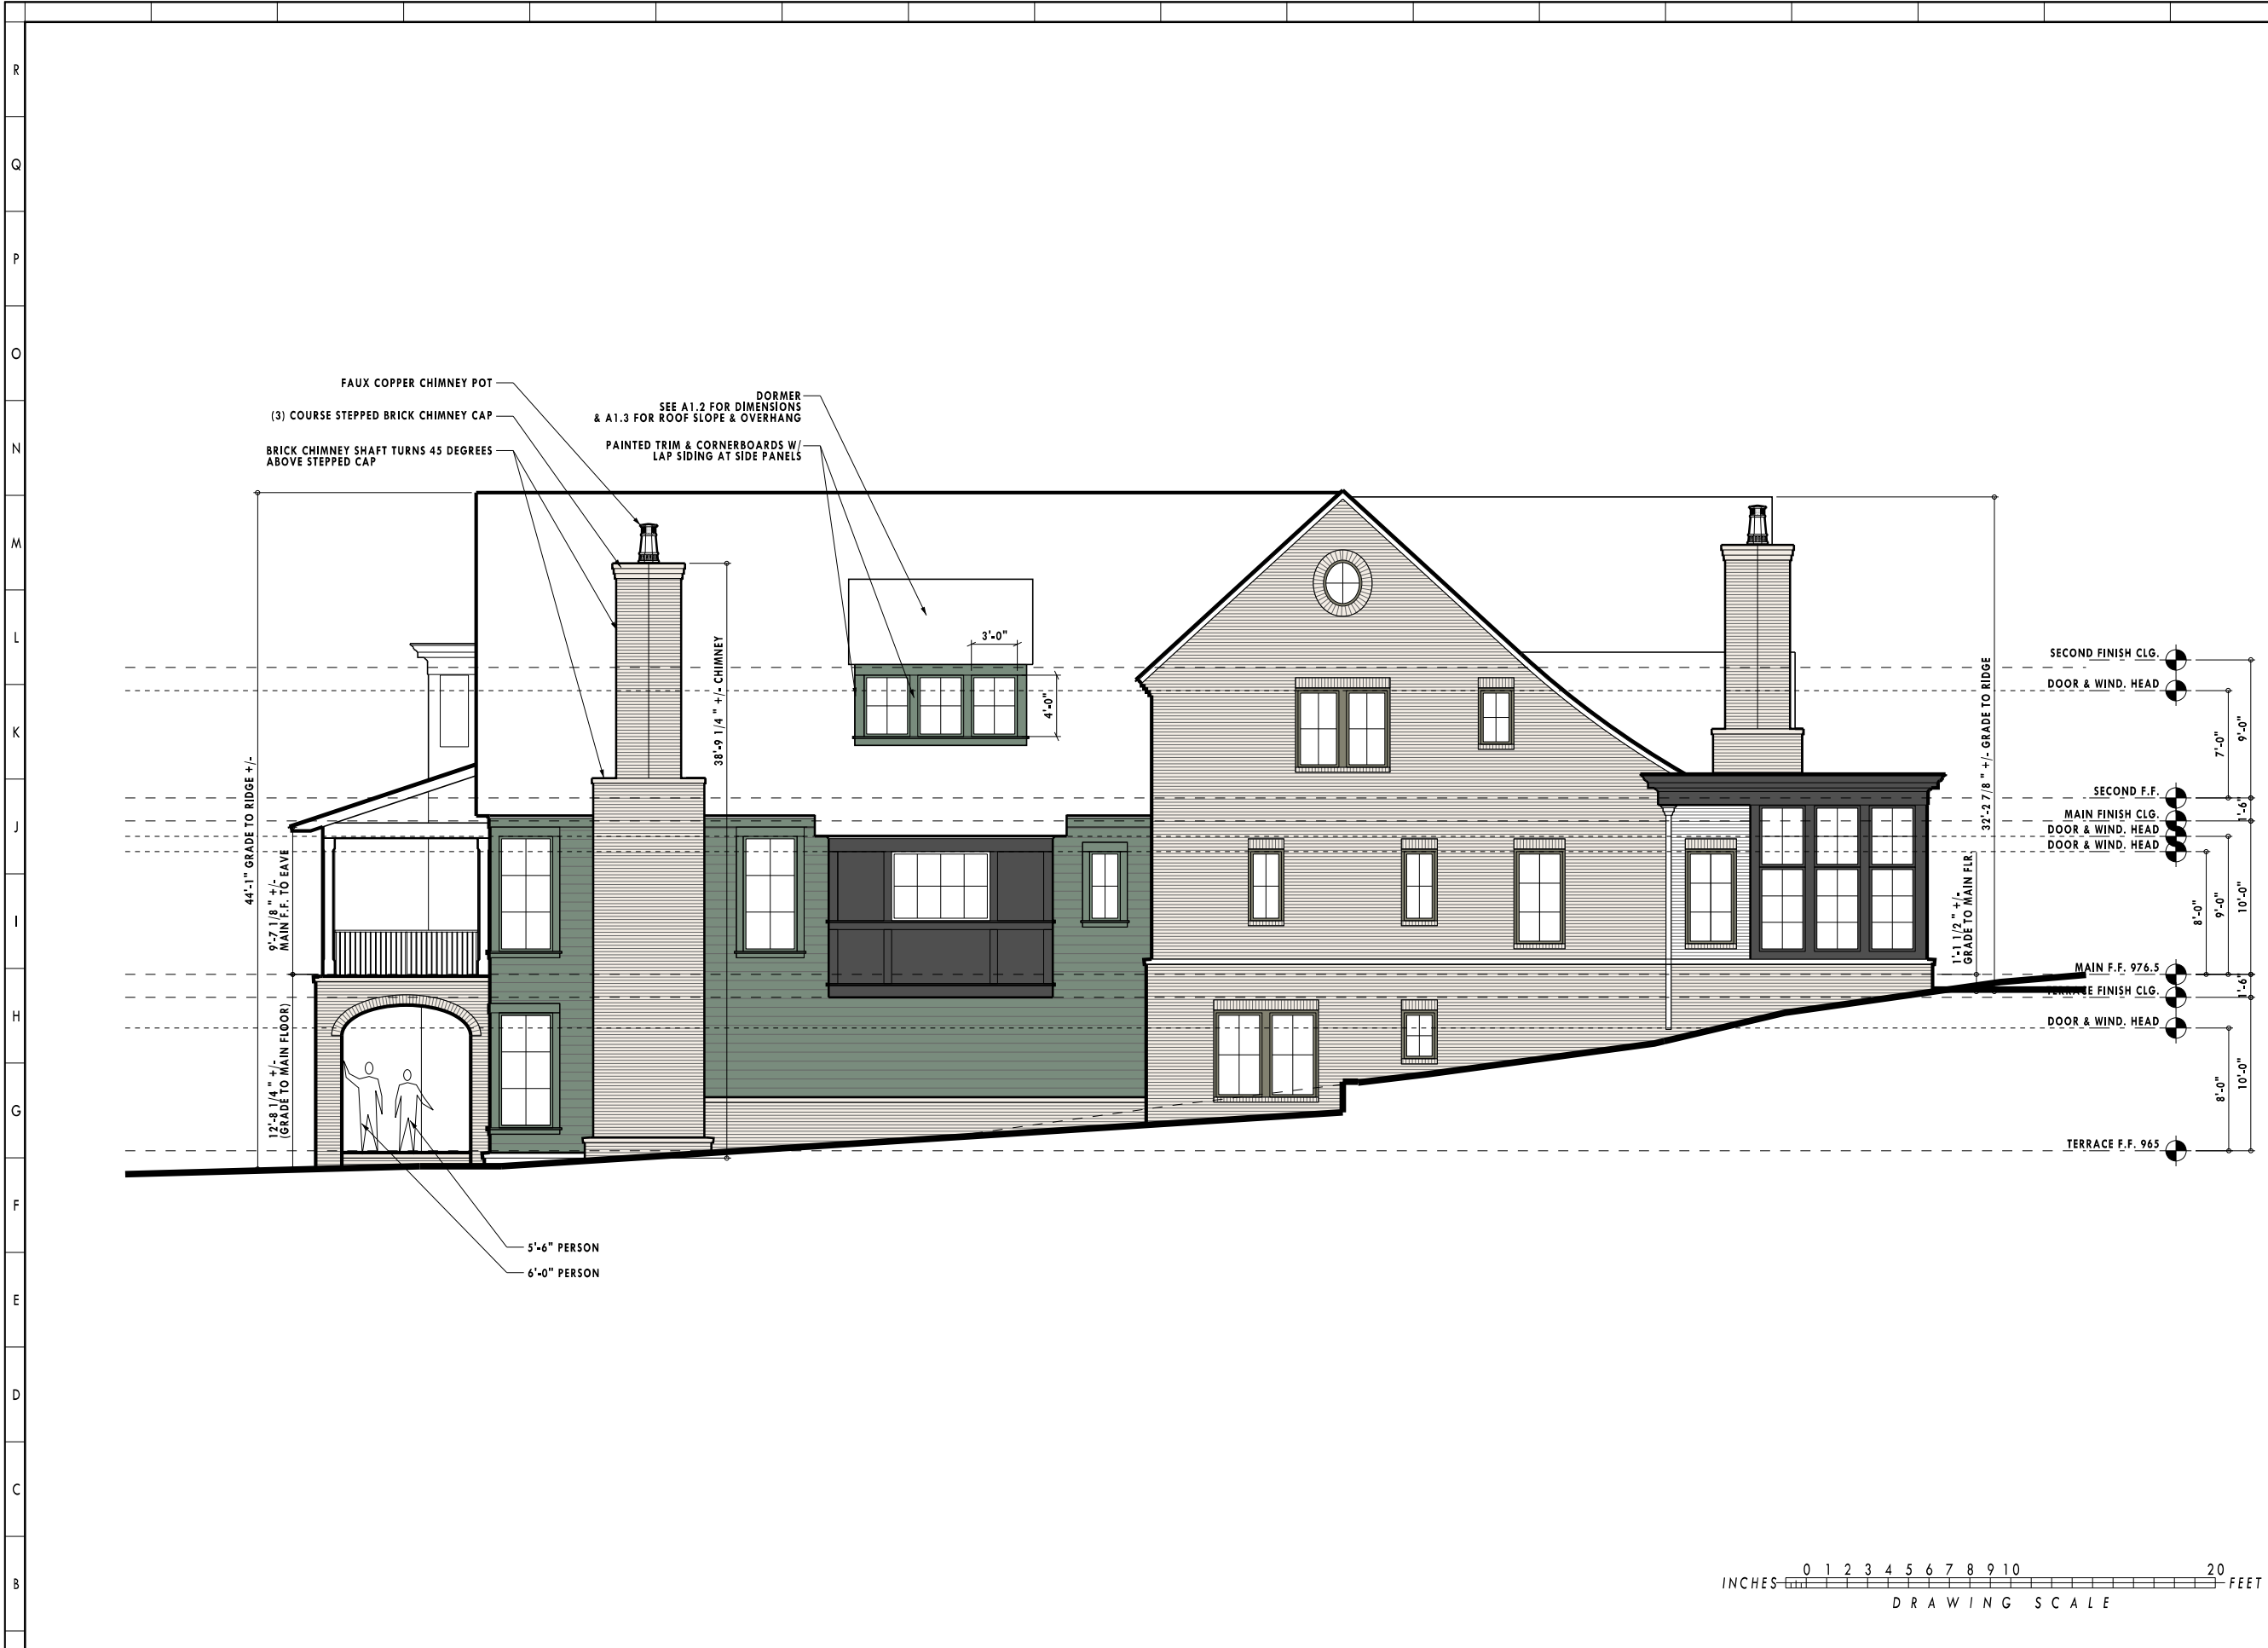 R
Q
P
O
N
M
L
K
J
I
H
G
F
E
D
C
B
FAUX COPPER CHIMNEY POT
(3) COURSE STEPPED BRICK CHIMNEY CAP
BRICK CHIMNEY SHAFT TURNS 45 DEGREES
ABOVE STEPPED CAP
DORMER
SEE A1.2 FOR DIMENSIONS
& A1.3 FOR ROOF SLOPE & OVERHANG
PAINTED TRIM & CORNERBOARDS W/
LAP SIDING AT SIDE PANELS
3'-0"
4'-0"
38'-9 1/4 " +/- CHIMNEY
44'-1" GRADE TO RIDGE +/-
9'-7 1/8 " +/-
MAIN F.F. TO EAVE
12'-8 1/4 " +/-
(GRADE TO MAIN FLOOR)
5'-6" PERSON
6'-0" PERSON
32'-2 7/8 " +/- GRADE TO RIDGE
1'-1 1/2 " +/-
GRADE TO MAIN FLR.
SECOND FINISH CLG.
DOOR & WIND. HEAD
SECOND F.F.
MAIN FINISH CLG.
DOOR & WIND. HEAD
DOOR & WIND. HEAD
MAIN F.F. 976.5
TERRACE FINISH CLG.
DOOR & WIND. HEAD
TERRACE F.F. 965
7'-0"
9'-0"
1'-6"
8'-0"
9'-0"
10'-0"
1'-6"
8'-0"
10'-0"
0 1 2 3 4 5 6 7 8 9 10 20
INCHES FEET
DRAWING SCALE